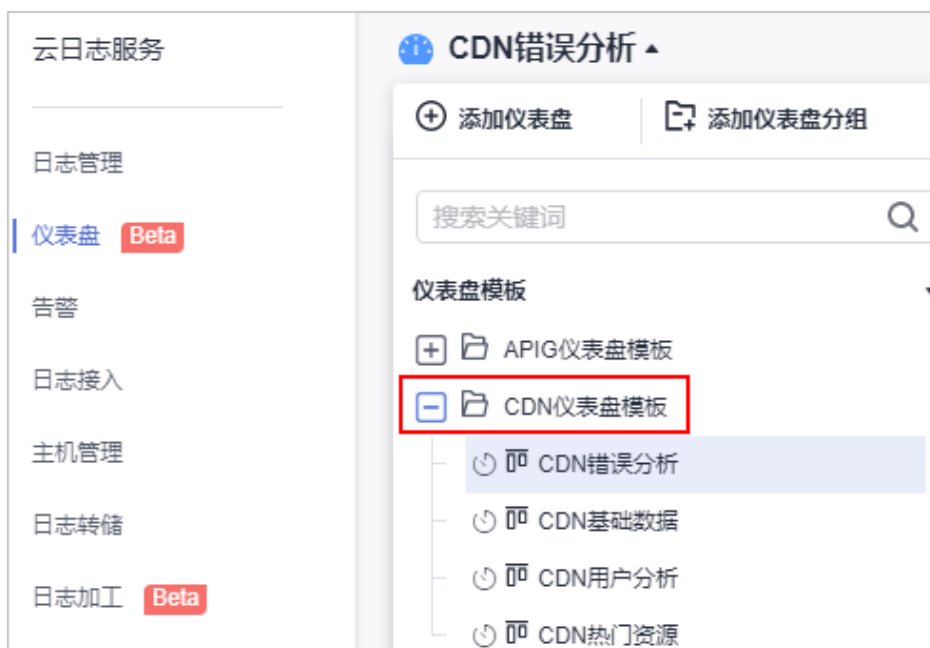 云日志服务
日志管理
仪表盘 Beta
告警
日志接入
主机管理
日志转储
日志加工 Beta
CDN错误分析
添加仪表盘 添加仪表盘分组
搜索关键词
仪表盘模板
APIG仪表盘模板
CDN仪表盘模板
CDN错误分析
CDN基础数据
CDN用户分析
CDN热门资源